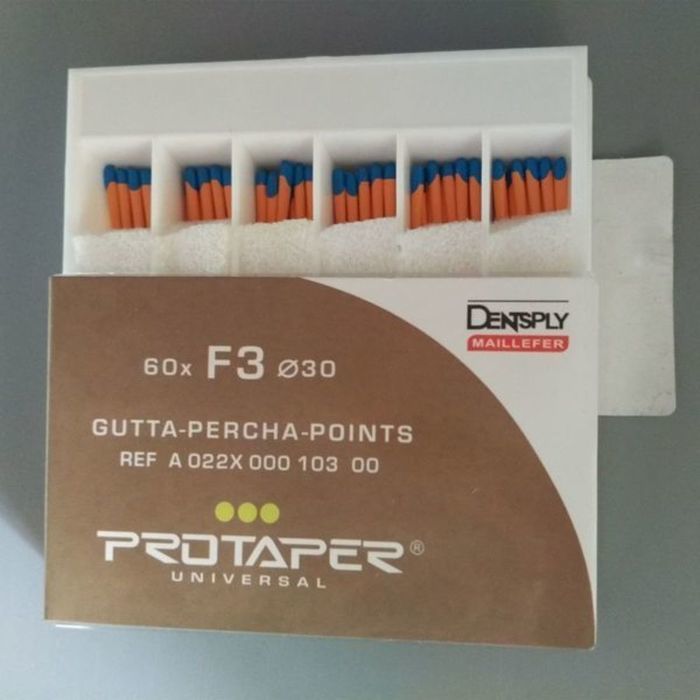 DENTSPLY
MAILLEFER
60x F3 Ø30
GUTTA-PERCHA-POINTS
REF A 022X 000 103 00
PROTAPER®
UNIVERSAL